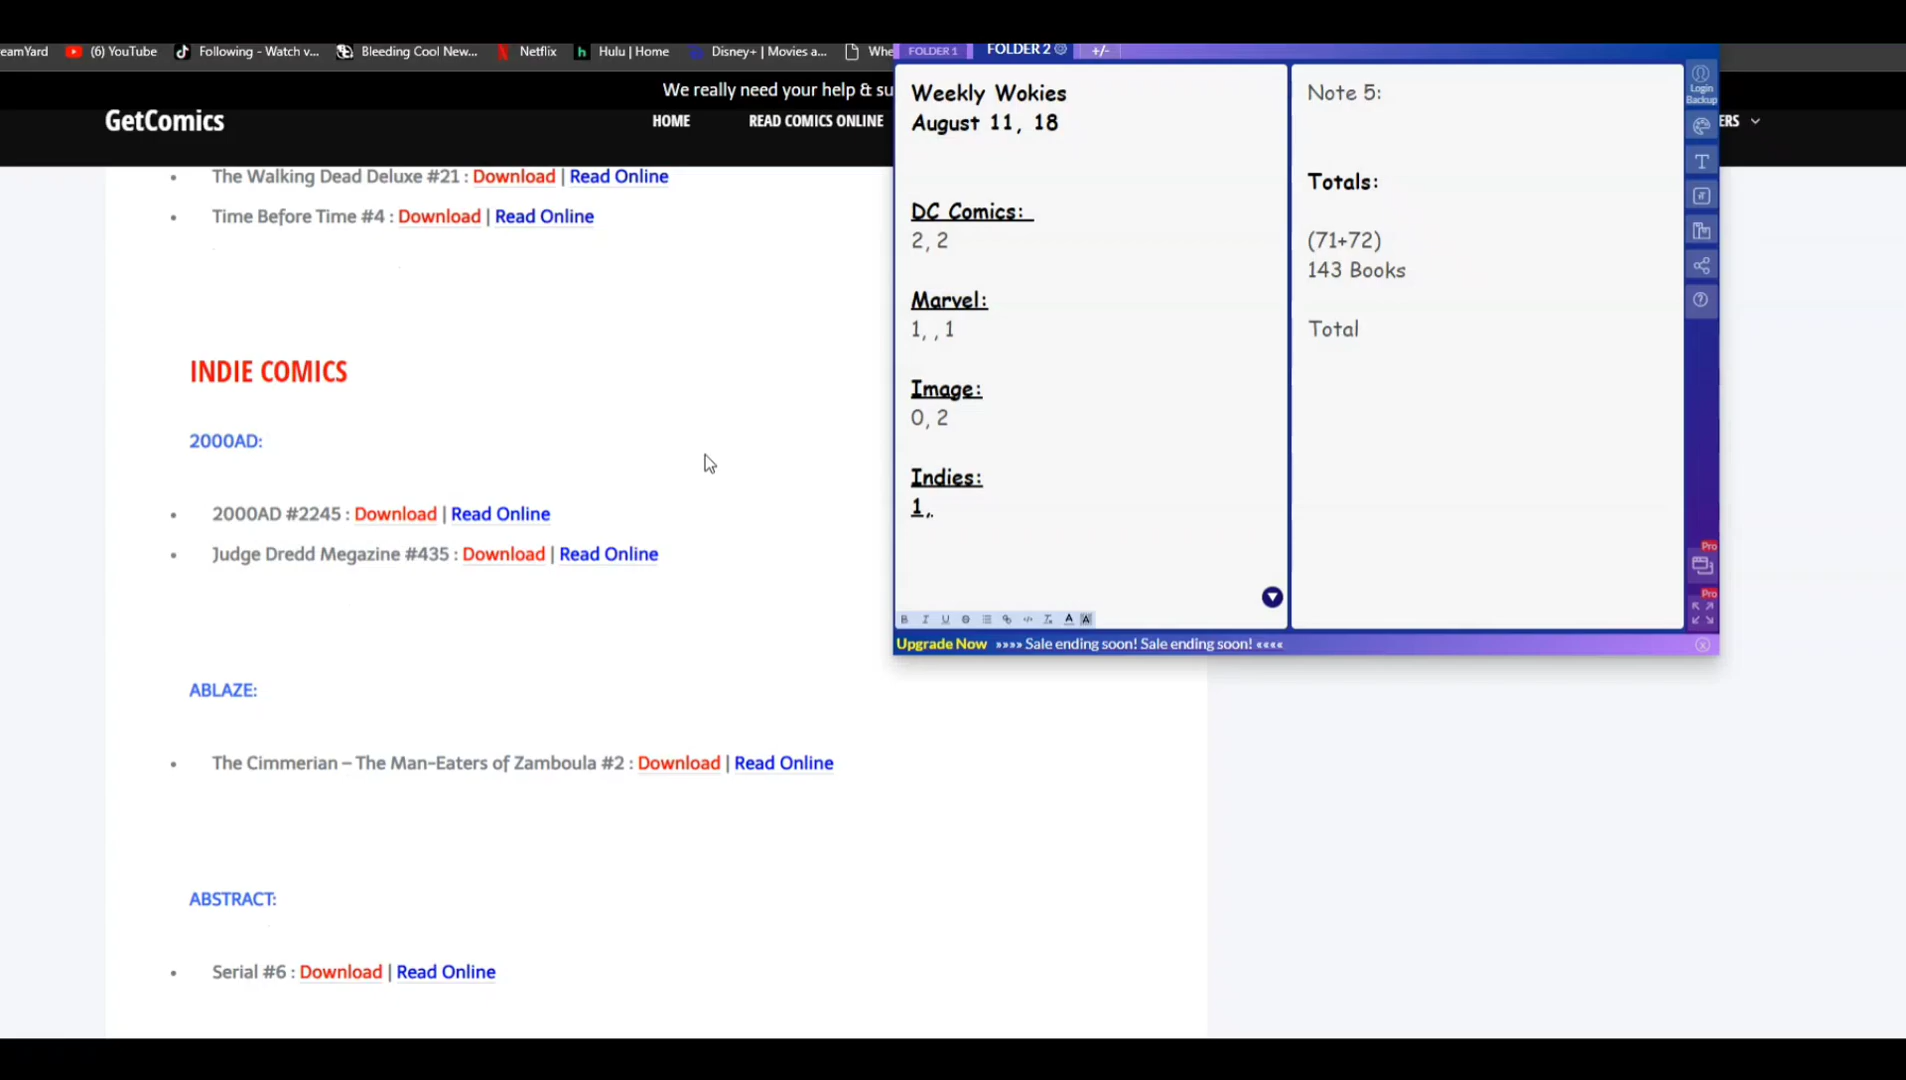 eamYard
(6) YouTube
Following - Watch v...
Bleeding Cool New...
Netflix
Hulu | Home
Disney+ | Movies a...
Whe
We really need your help & su
GetComics
HOME
READ COMICS ONLINE
ERS
The Walking Dead Deluxe #21 : Download | Read Online
Time Before Time #4 : Download | Read Online
INDIE COMICS
2000AD:
2000AD #2245 : Download | Read Online
Judge Dredd Megazine #435 : Download | Read Online
ABLAZE:
The Cimmerian – The Man-Eaters of Zamboula #2 : Download | Read Online
ABSTRACT:
Serial #6 : Download | Read Online
FOLDER 1
FOLDER 2
+/-
Weekly Wokies
August 11, 18
DC Comics:
2, 2
Marvel:
1, , 1
Image:
0, 2
Indies:
1,
Note 5:
Totals:
(71+72)
143 Books
Total
Login
Backup
T
Pro
Pro
B I U S
A A
Upgrade Now »»»» Sale ending soon! Sale ending soon! ««««